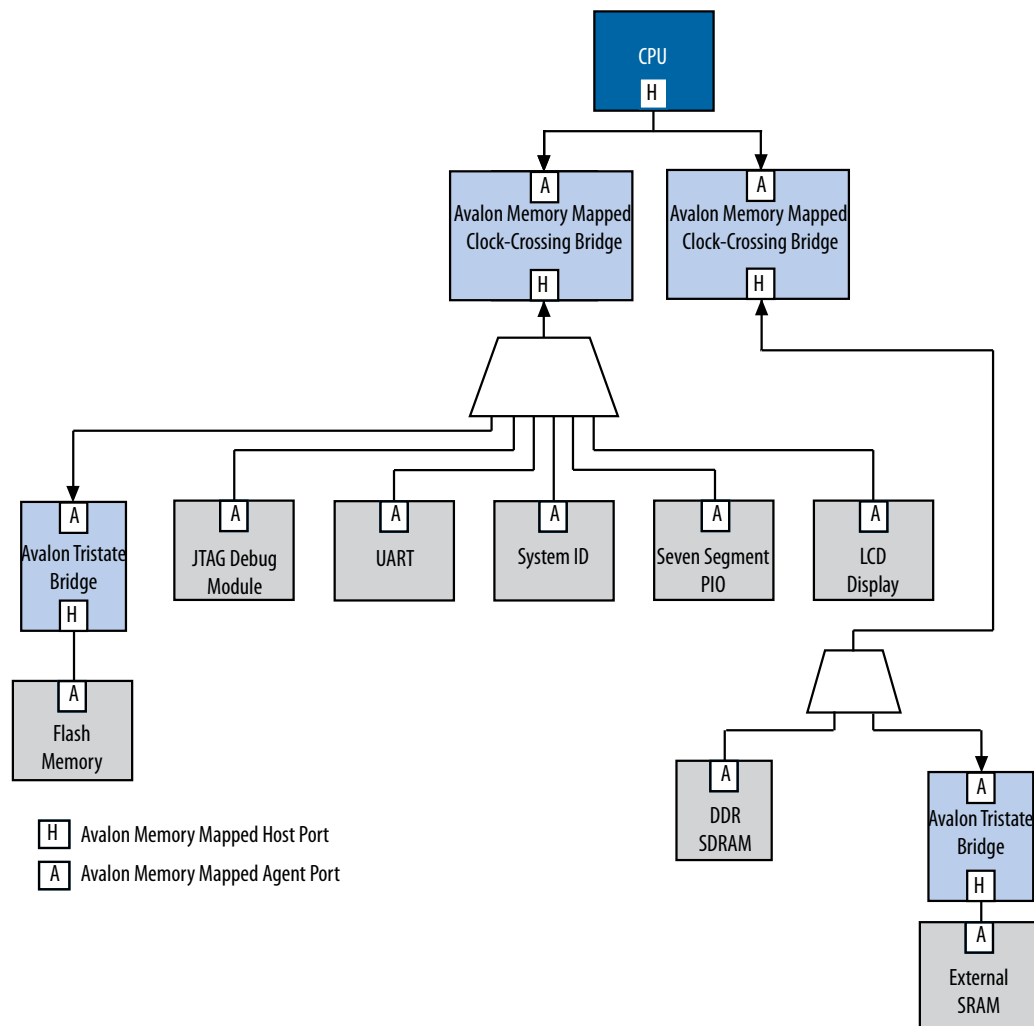 CPU
H
A
Avalon Memory Mapped
Clock-Crossing Bridge
H
A
Avalon Memory Mapped
Clock-Crossing Bridge
H
A
Avalon Tristate
Bridge
H
A
JTAG Debug
Module
A
UART
A
System ID
A
Seven Segment
PIO
A
LCD
Display
A
Flash
Memory
A
DDR
SDRAM
A
Avalon Tristate
Bridge
H
A
External
SRAM
H Avalon Memory Mapped Host Port
A Avalon Memory Mapped Agent Port